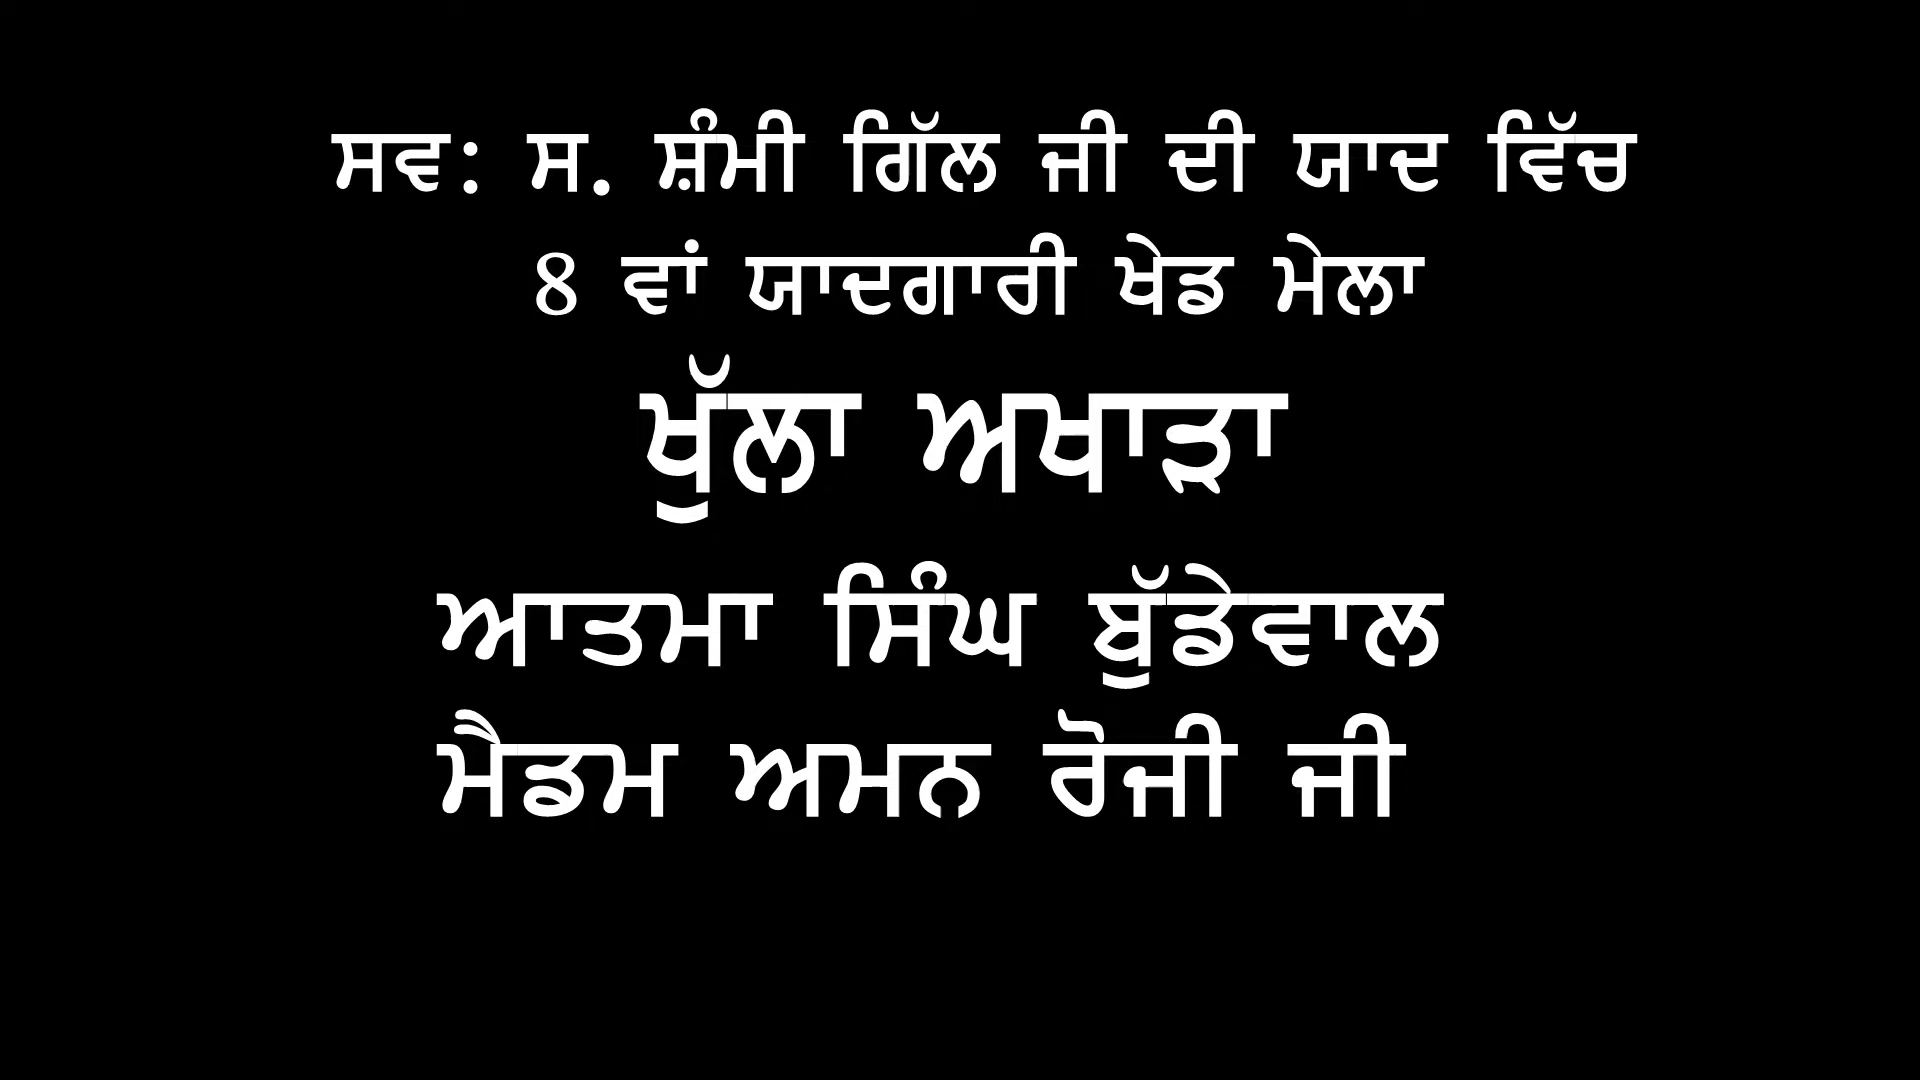 ਸਵ: ਸ. ਸ਼ੰਮੀ ਗਿੱਲ ਜੀ ਦੀ ਯਾਦ ਵਿੱਚ
8 ਵਾਂ ਯਾਦਗਾਰੀ ਖੇਡ ਮੇਲਾ
ਖੁੱਲਾ ਅਖਾੜਾ
ਆਤਮਾ ਸਿੰਘ ਬੁੱਡੇਵਾਲ
ਮੈਡਮ ਅਮਨ ਰੋਜੀ ਜੀ